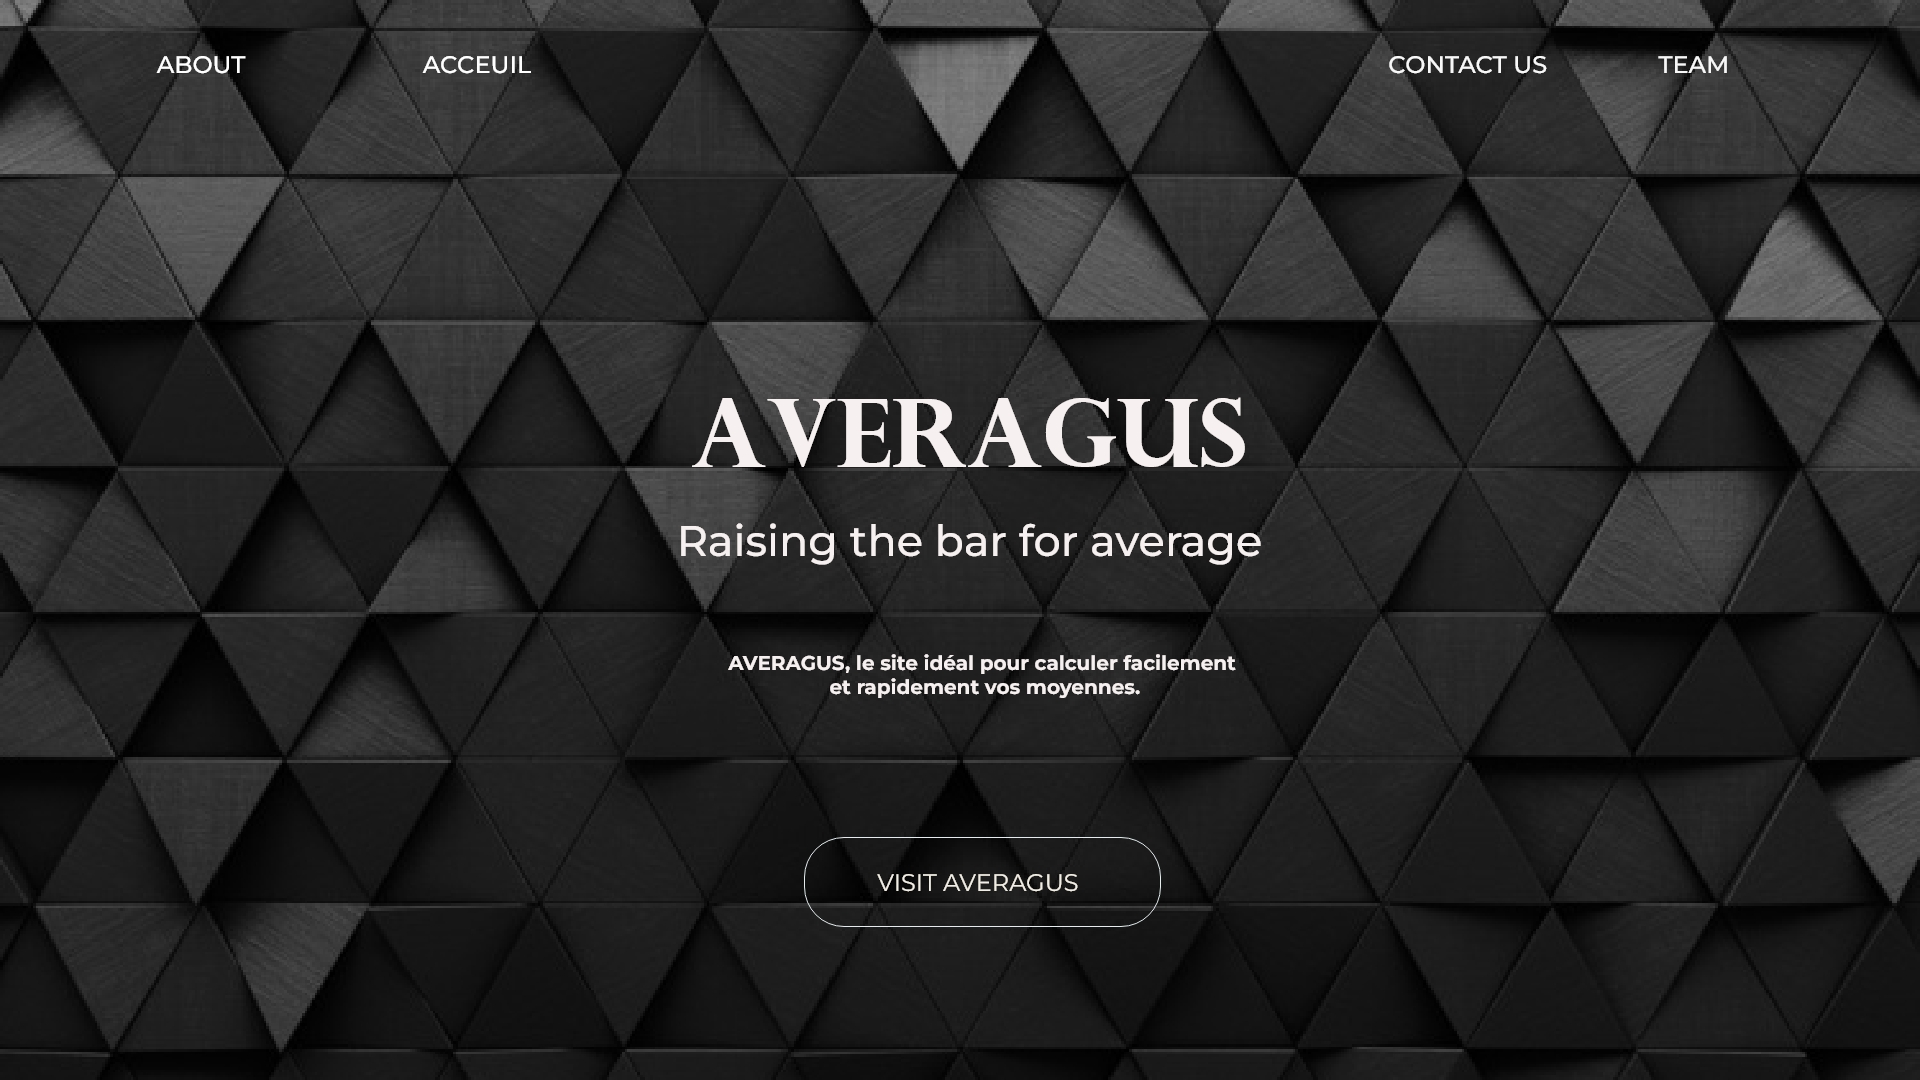 ABOUT
ACCEUIL
CONTACT US
TEAM
AVERAGUS
Raising the bar for average
AVERAGUS, le site idéal pour calculer facilement
et rapidement vos moyennes.
VISIT AVERAGUS